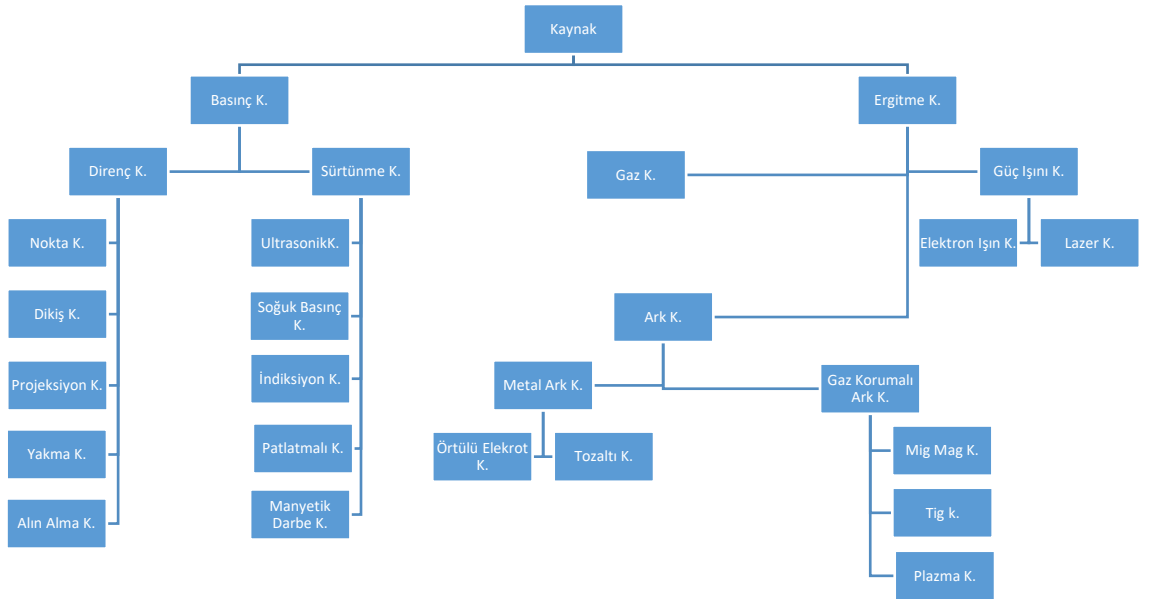 Kaynak
Basınç K.
Ergitme K.
Direnç K.
Sürtünme K.
Gaz K.
Güç Işını K.
Nokta K.
UltrasonikK.
Elektron Işın K.
Lazer K.
Dikiş K.
Soğuk Basınç
K.
Ark K.
Projeksiyon K.
İndiksiyon K.
Metal Ark K.
Gaz Korumalı
Ark K.
Yakma K.
Patlatmalı K.
Örtülü Elekrot
K.
Tozaltı K.
Mig Mag K.
Alın Alma K.
Manyetik
Darbe K.
Tig k.
Plazma K.